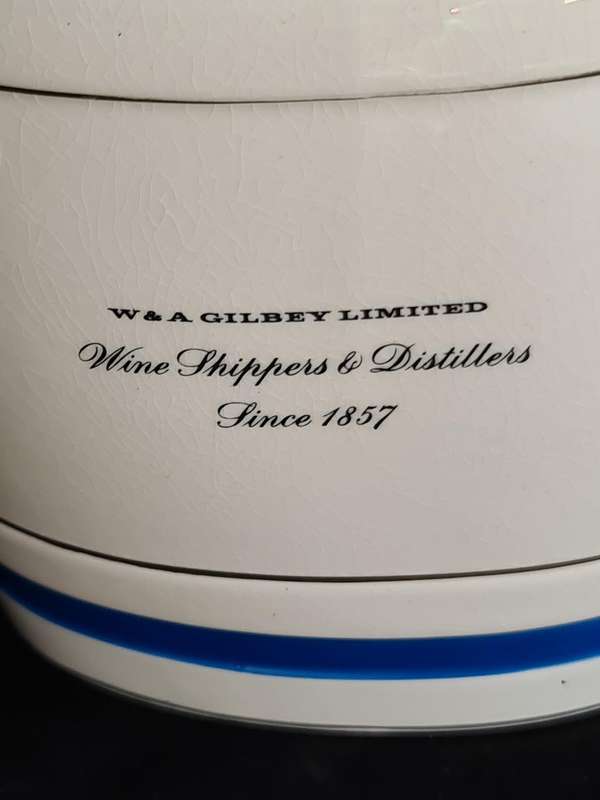 W & A GILBEY LIMITED
Wine Shippers & Distillers
Since 1857